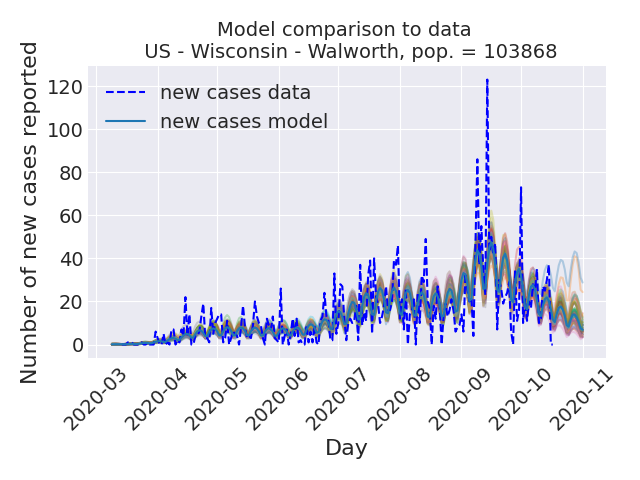 Model comparison to data
US - Wisconsin - Walworth, pop. = 103868
Number of new cases reported
120
100
80
60
40
20
0
new cases data
new cases model
2020-03
2020-04
2020-05
2020-06
2020-07
2020-08
2020-09
2020-10
2020-11
Day